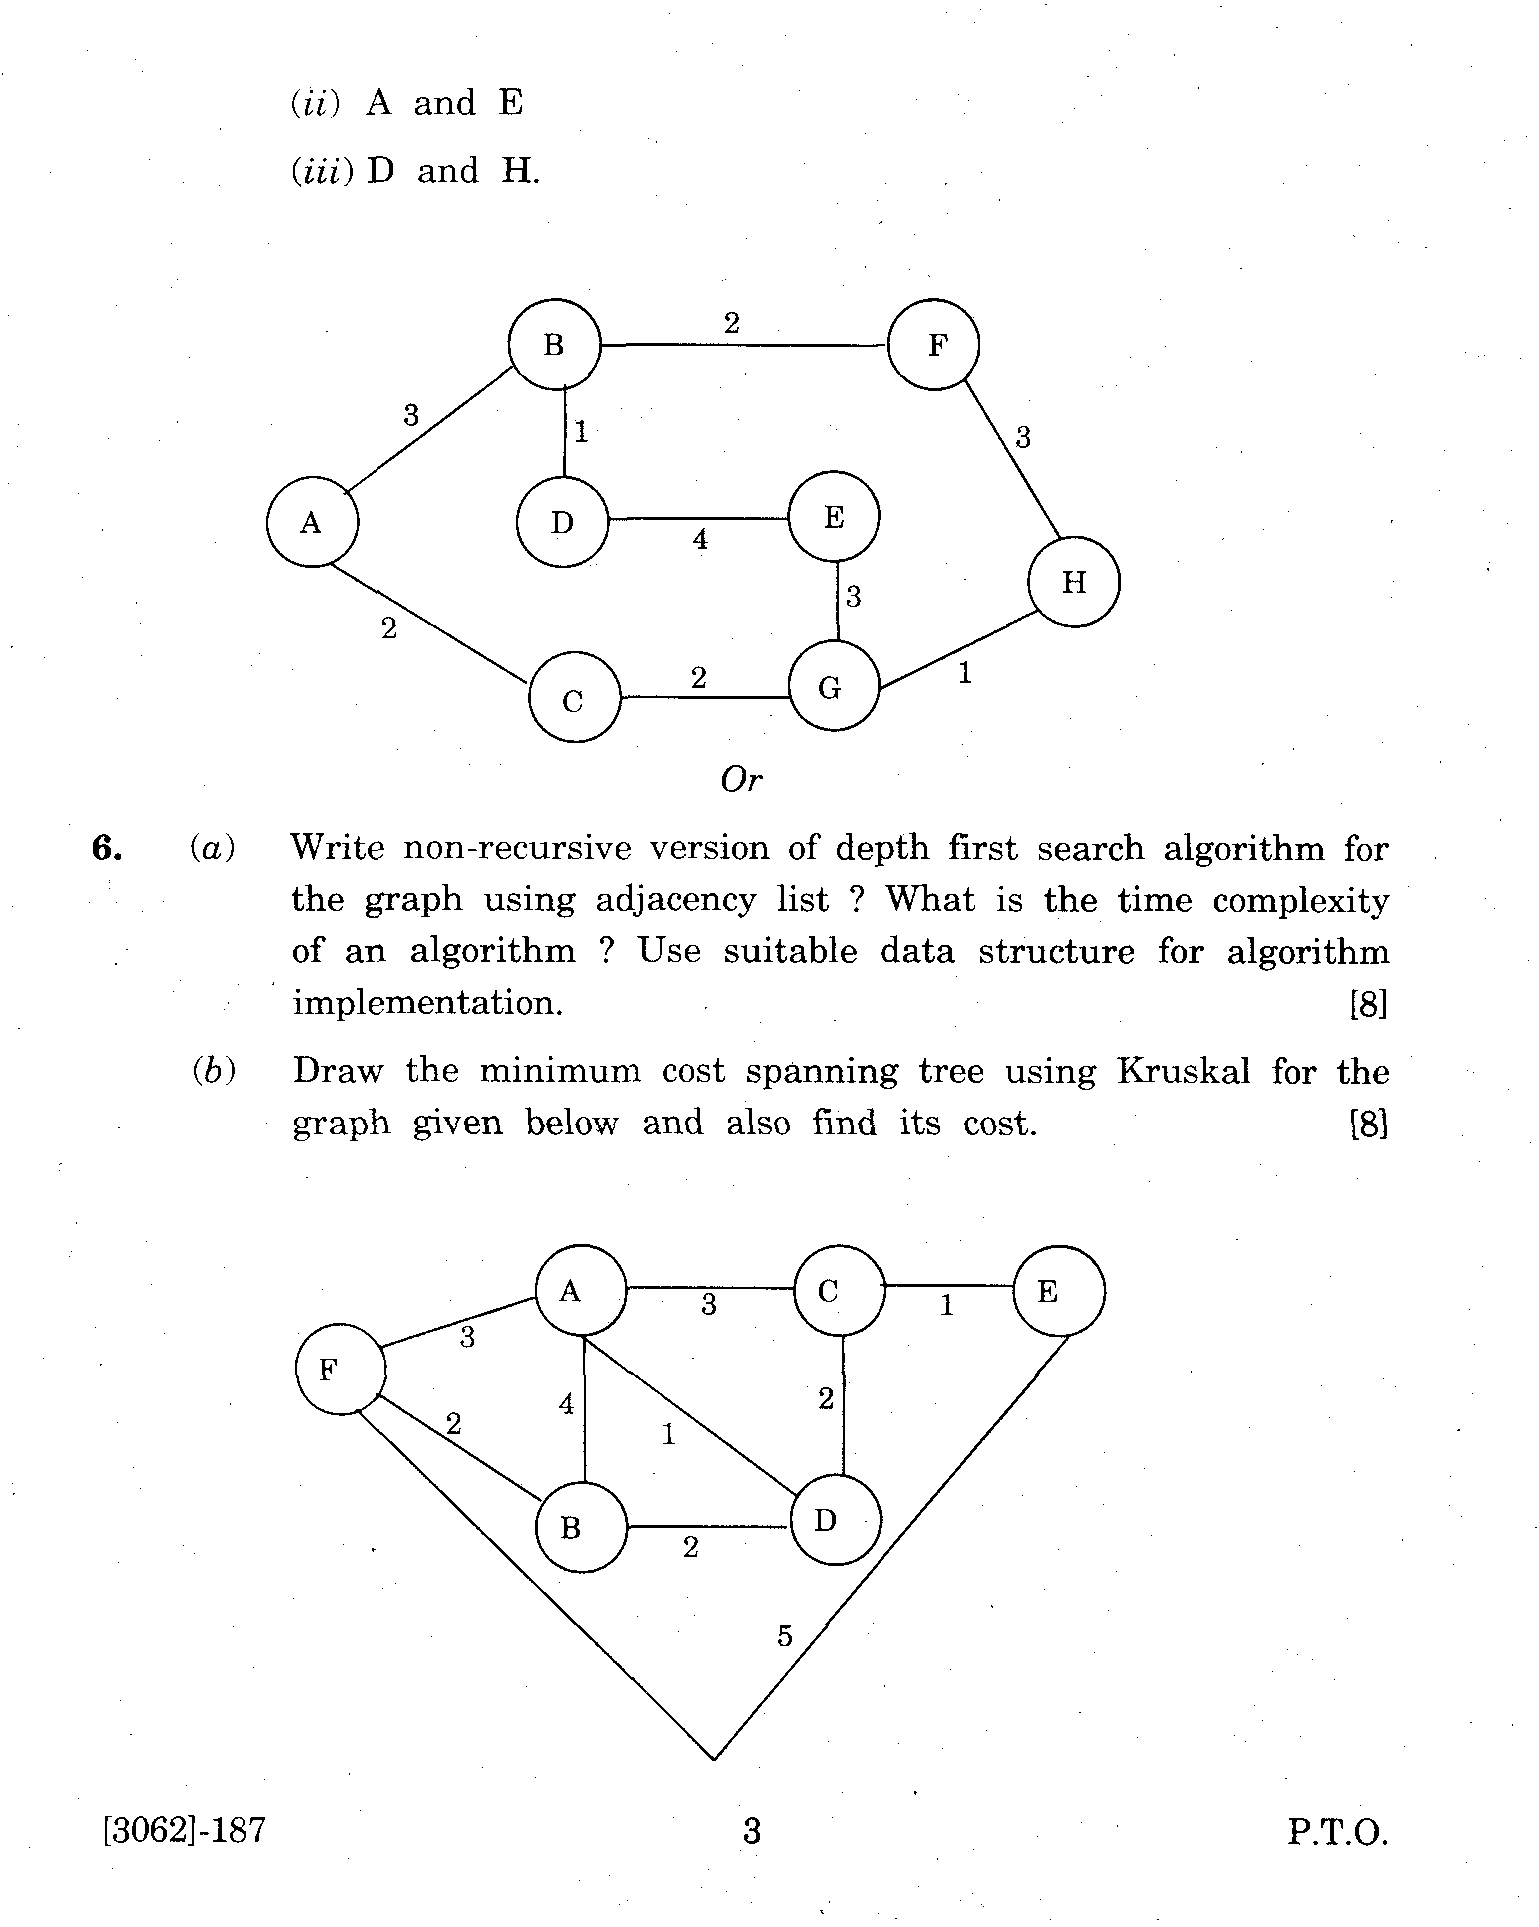 (ii) A and E
(iii) D and H.
B 2 F
3 1 3
A D 4 E H
2 3
C 2 G 1
Or
6. (a) Write non-recursive version of depth first search algorithm for
the graph using adjacency list ? What is the time complexity
of an algorithm ? Use suitable data structure for algorithm
implementation. [8]
(b) Draw the minimum cost spanning tree using Kruskal for the
graph given below and also find its cost. [8]
A 3 C 1 E
F 3
2 4 1 2
B 2 D
5
[3062]-187 3 P.T.O.